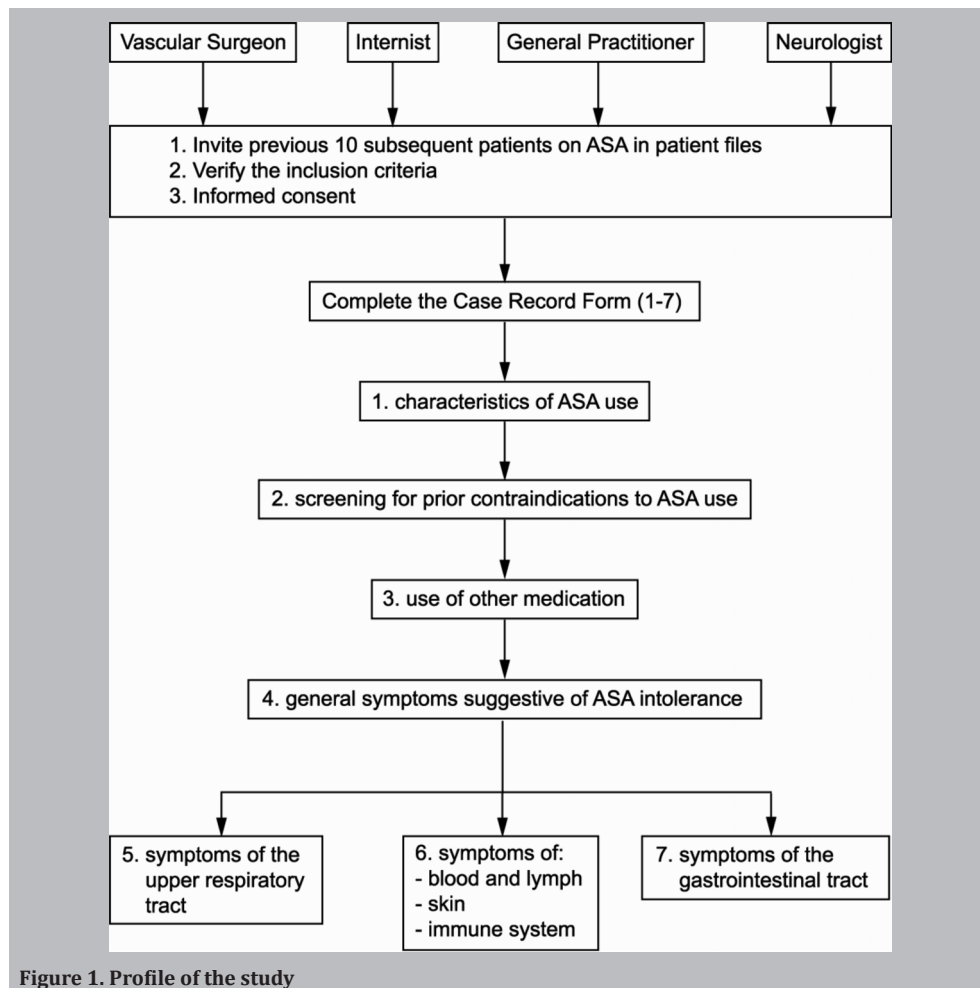 Vascular Surgeon
Internist
General Practitioner
Neurologist
1. Invite previous 10 subsequent patients on ASA in patient files
2. Verify the inclusion criteria
3. Informed consent
Complete the Case Record Form (1-7)
1. characteristics of ASA use
2. screening for prior contraindications to ASA use
3. use of other medication
4. general symptoms suggestive of ASA intolerance
5. symptoms of the
upper respiratory
tract
6. symptoms of:
- blood and lymph
- skin
- immune system
7. symptoms of the
gastrointestinal tract
Figure 1. Profile of the study